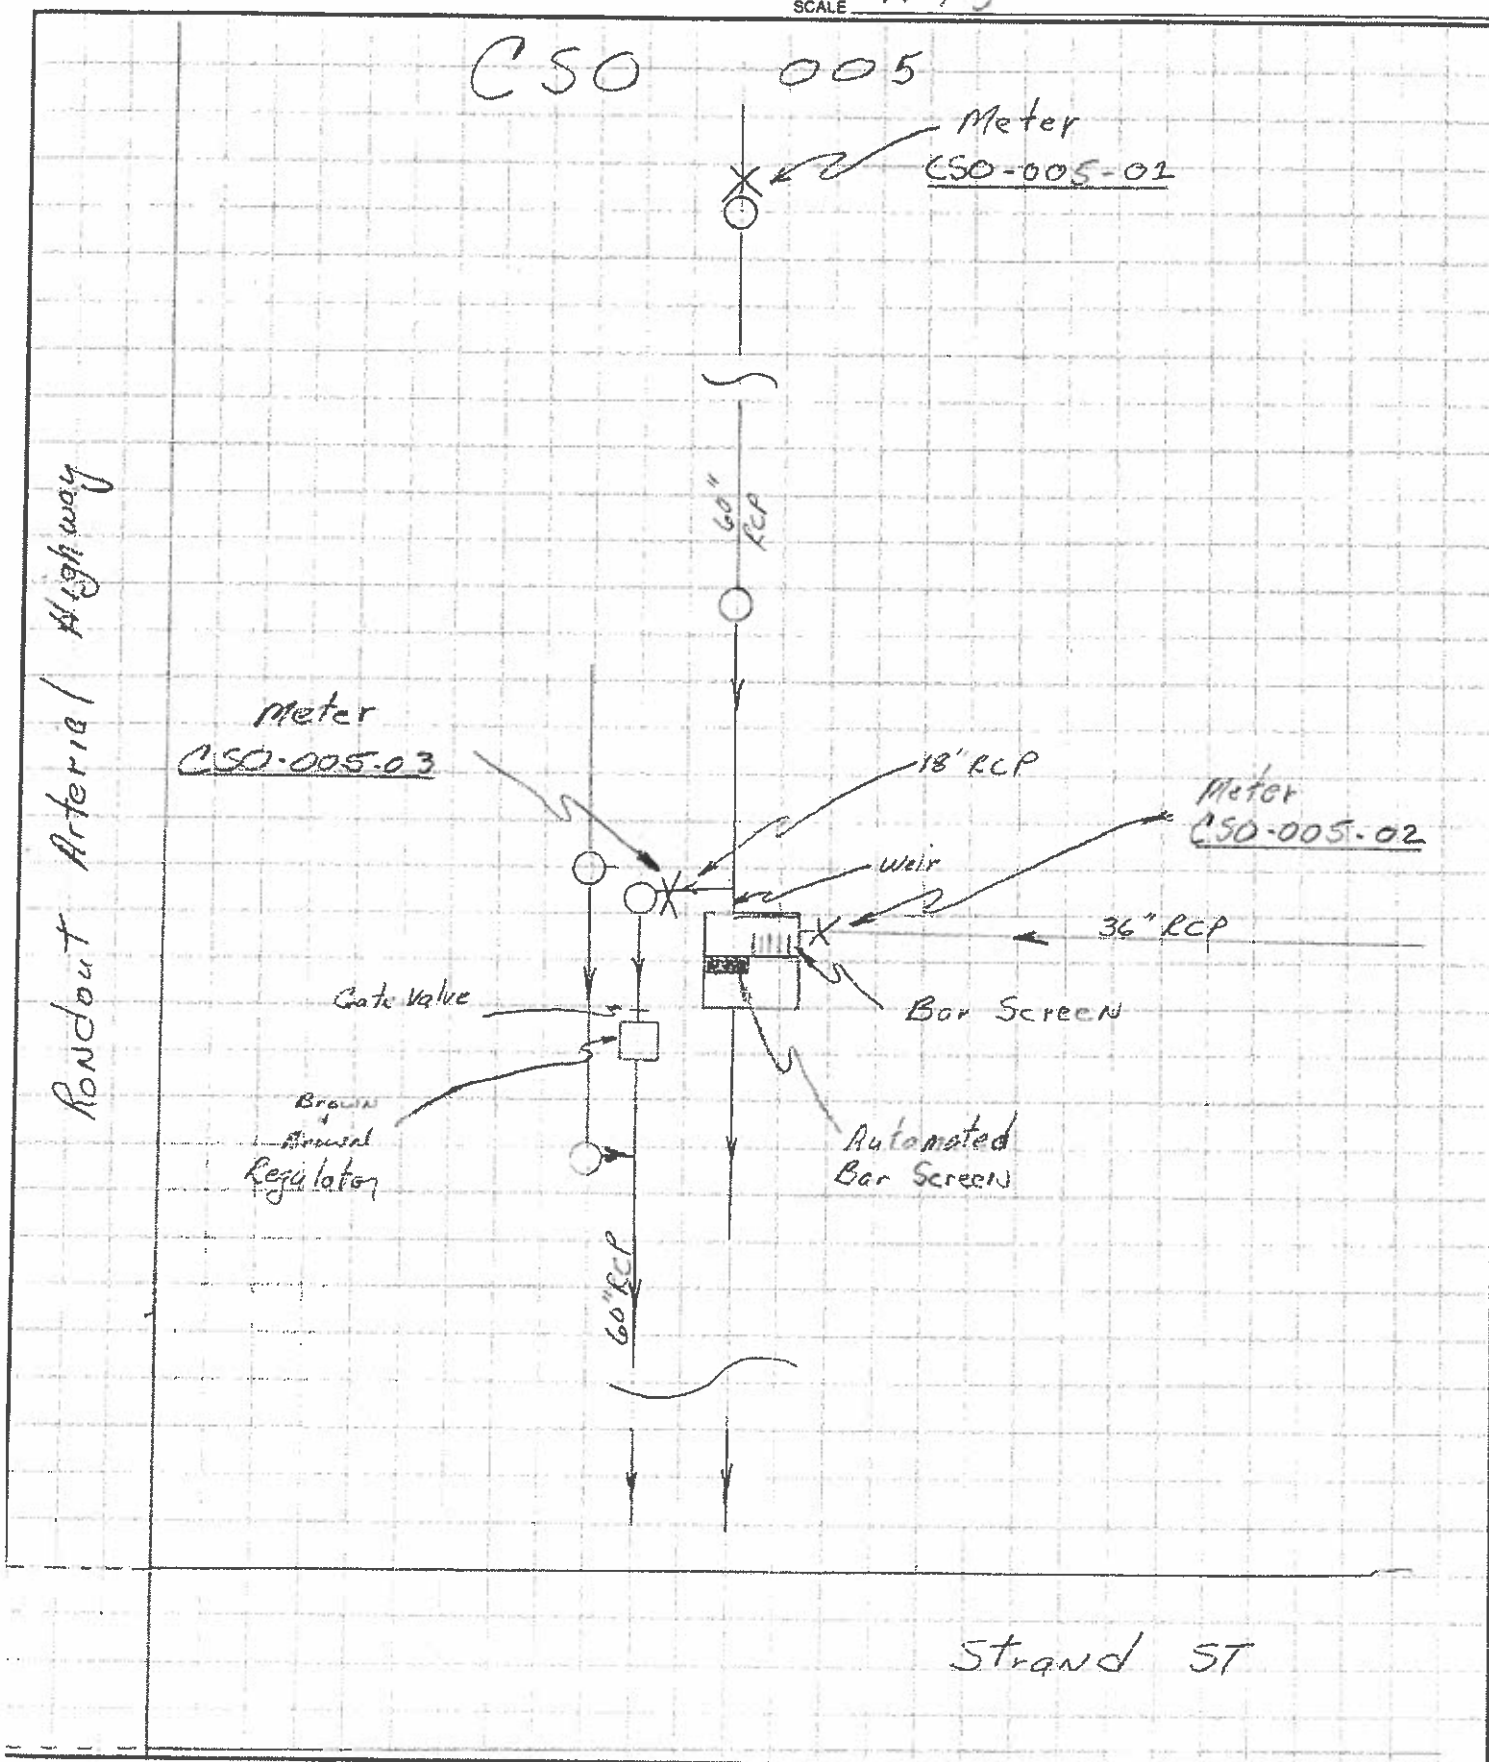 SCALE
CSO 005
Meter
CSO-005-01
60"
RCP
Rondout Arterial Highway
Meter
CSO-005-03
18" RCP
Meter
CSO-005-02
Weir
36" RCP
Gate Valve
Bar Screen
Brown
&
Brown
Regulator
Automated
Bar Screen
60" RCP
Strand ST